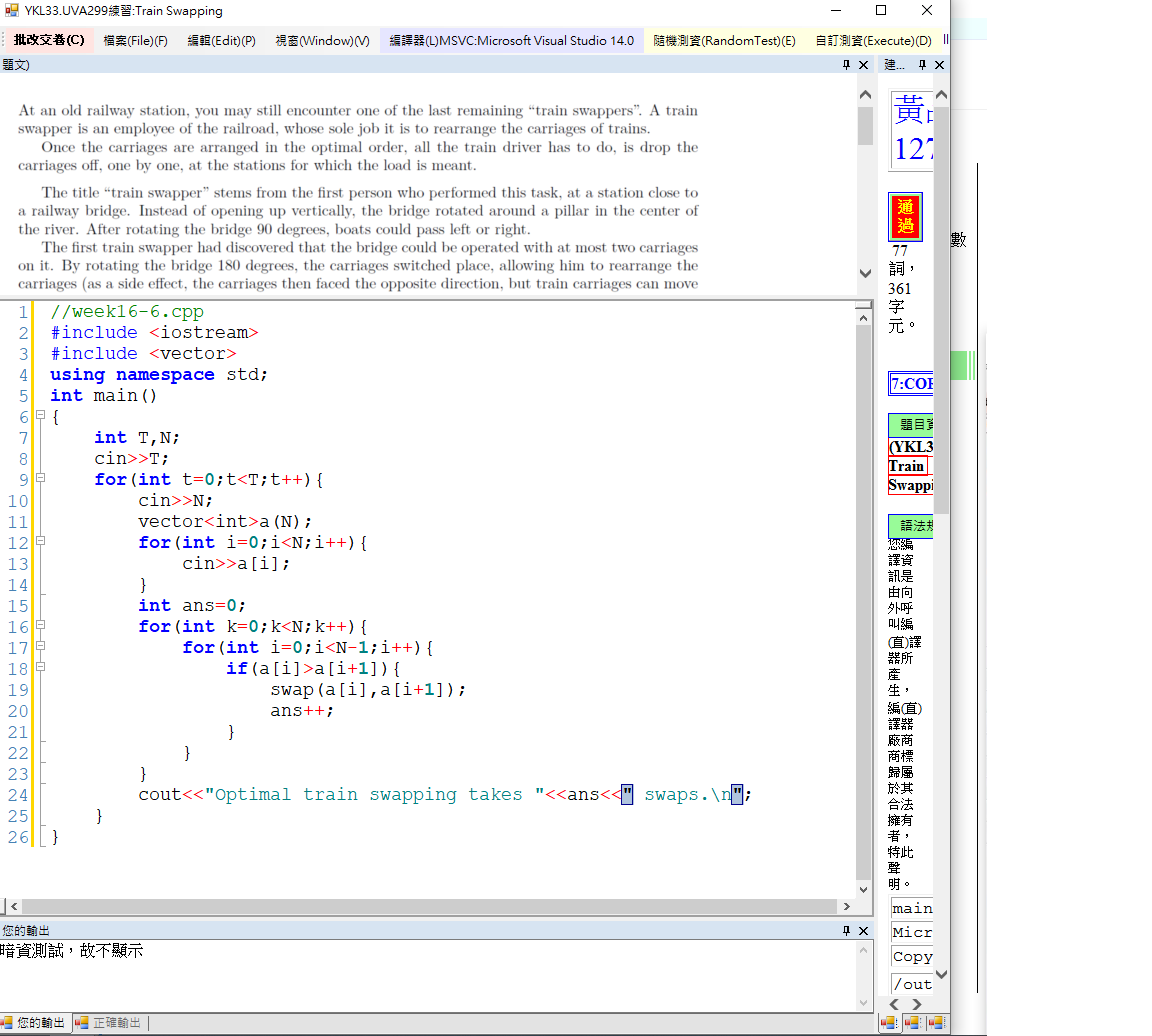 YKL33.UVA299練習:Train Swapping
批改交卷(C) 檔案(File)(F) 編輯(Edit)(P) 視窗(Window)(V) 編譯器(L)MSVC:Microsoft Visual Studio 14.0 隨機測資(RandomTest)(E) 自訂測資(Execute)(D)
題文)
At an old railway station, you may still encounter one of the last remaining “train swappers”. A train
swapper is an employee of the railroad, whose sole job it is to rearrange the carriages of trains.
Once the carriages are arranged in the optimal order, all the train driver has to do, is drop the
carriages off, one by one, at the stations for which the load is meant.
The title “train swapper” stems from the first person who performed this task, at a station close to
a railway bridge. Instead of opening up vertically, the bridge rotated around a pillar in the center of
the river. After rotating the bridge 90 degrees, boats could pass left or right.
The first train swapper had discovered that the bridge could be operated with at most two carriages
on it. By rotating the bridge 180 degrees, the carriages switched place, allowing him to rearrange the
carriages (as a side effect, the carriages then faced the opposite direction, but train carriages can move
1 //week16-6.cpp
2 #include <iostream>
3 #include <vector>
4 using namespace std;
5 int main()
6 {
7 int T,N;
8 cin>>T;
9 for(int t=0;t<T;t++){
10 cin>>N;
11 vector<int>a(N);
12 for(int i=0;i<N;i++){
13 cin>>a[i];
14 }
15 int ans=0;
16 for(int k=0;k<N;k++){
17 for(int i=0;i<N-1;i++){
18 if(a[i]>a[i+1]){
19 swap(a[i],a[i+1]);
20 ans++;
21 }
22 }
23 }
24 cout<<"Optimal train swapping takes "<<ans<<" swaps.\n";
25 }
26 }
您的輸出
暗資測試，故不顯示
您的輸出 正確輸出
建...
黃
127
通
過
77
詞，
361
字
元。
7:COE
題目資
(YKL3
Train
Swappi
語法規
您編
譯資
訊是
由向
外呼
叫編
(直)譯
器所
產
生，
編(直)
譯器
廠商
商標
歸屬
於其
合法
擁有
者，
特此
聲
明。
main
Micr
Copy
/out
數